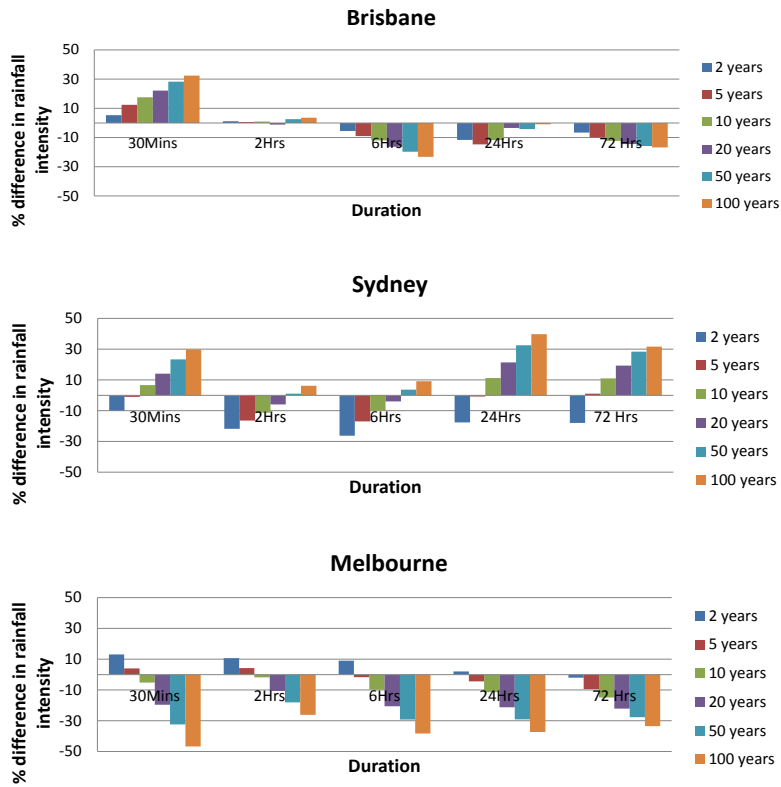 Brisbane
% difference in rainfall
intensity
50
30
10
-10
-30
-50
30Mins
2Hrs
6Hrs
24Hrs
72 Hrs
Duration
2 years
5 years
10 years
20 years
50 years
100 years
Sydney
% difference in rainfall
intensity
50
30
10
-10
-30
-50
30Mins
2Hrs
6Hrs
24Hrs
72 Hrs
Duration
2 years
5 years
10 years
20 years
50 years
100 years
Melbourne
% difference in rainfall
intensity
50
30
10
-10
-30
-50
30Mins
2Hrs
6Hrs
24Hrs
72 Hrs
Duration
2 years
5 years
10 years
20 years
50 years
100 years